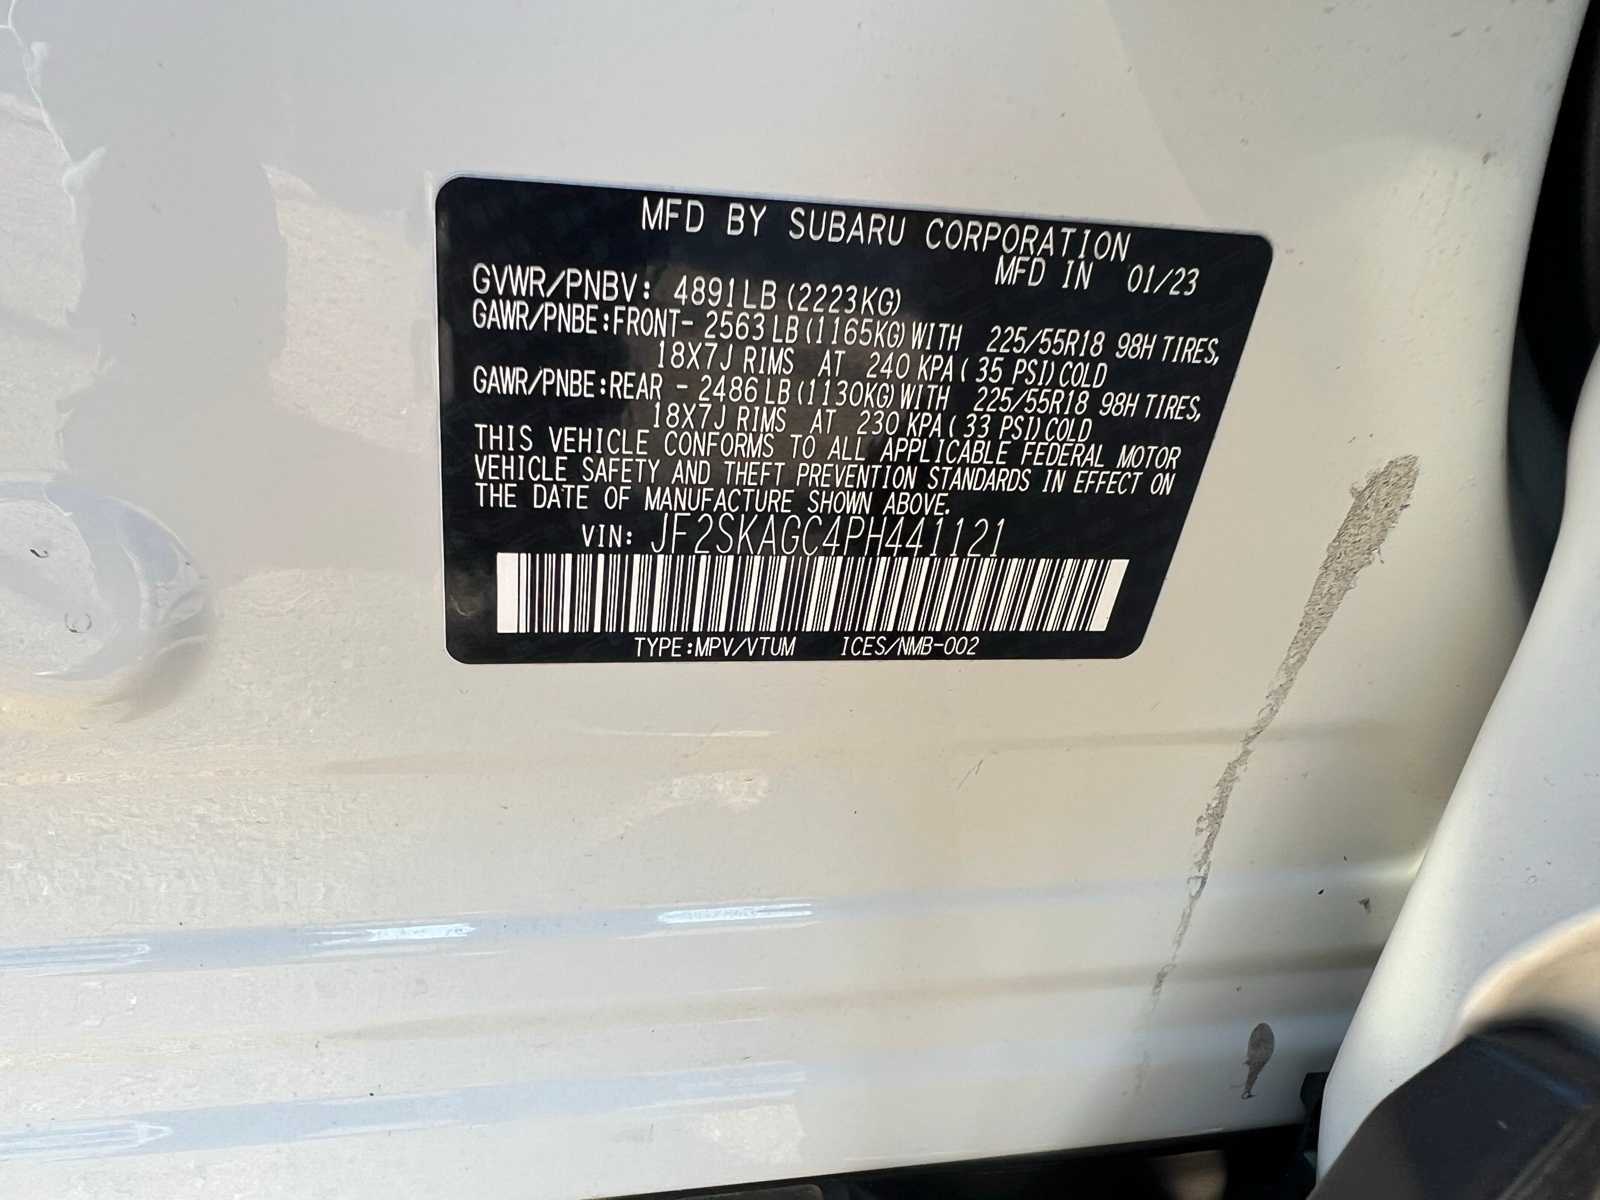 MFD BY SUBARU CORPORATION
MFD IN 01/23
GVWR/PNBV: 4891LB (2223KG)
GAWR/PNBE:FRONT- 2563 LB (1165KG) WITH 225/55R18 98H TIRES,
18X7J RIMS AT 240 KPA ( 35 PSI) COLD
GAWR/PNBE:REAR - 2486 LB (1130KG) WITH 225/55R18 98H TIRES,
18X7J RIMS AT 230 KPA ( 33 PSI) COLD
THIS VEHICLE CONFORMS TO ALL APPLICABLE FEDERAL MOTOR
VEHICLE SAFETY AND THEFT PREVENTION STANDARDS IN EFFECT ON
THE DATE OF MANUFACTURE SHOWN ABOVE.
VIN: JF2SKAGC4PH441121
TYPE:MPV/VTUM ICES/NMB-002